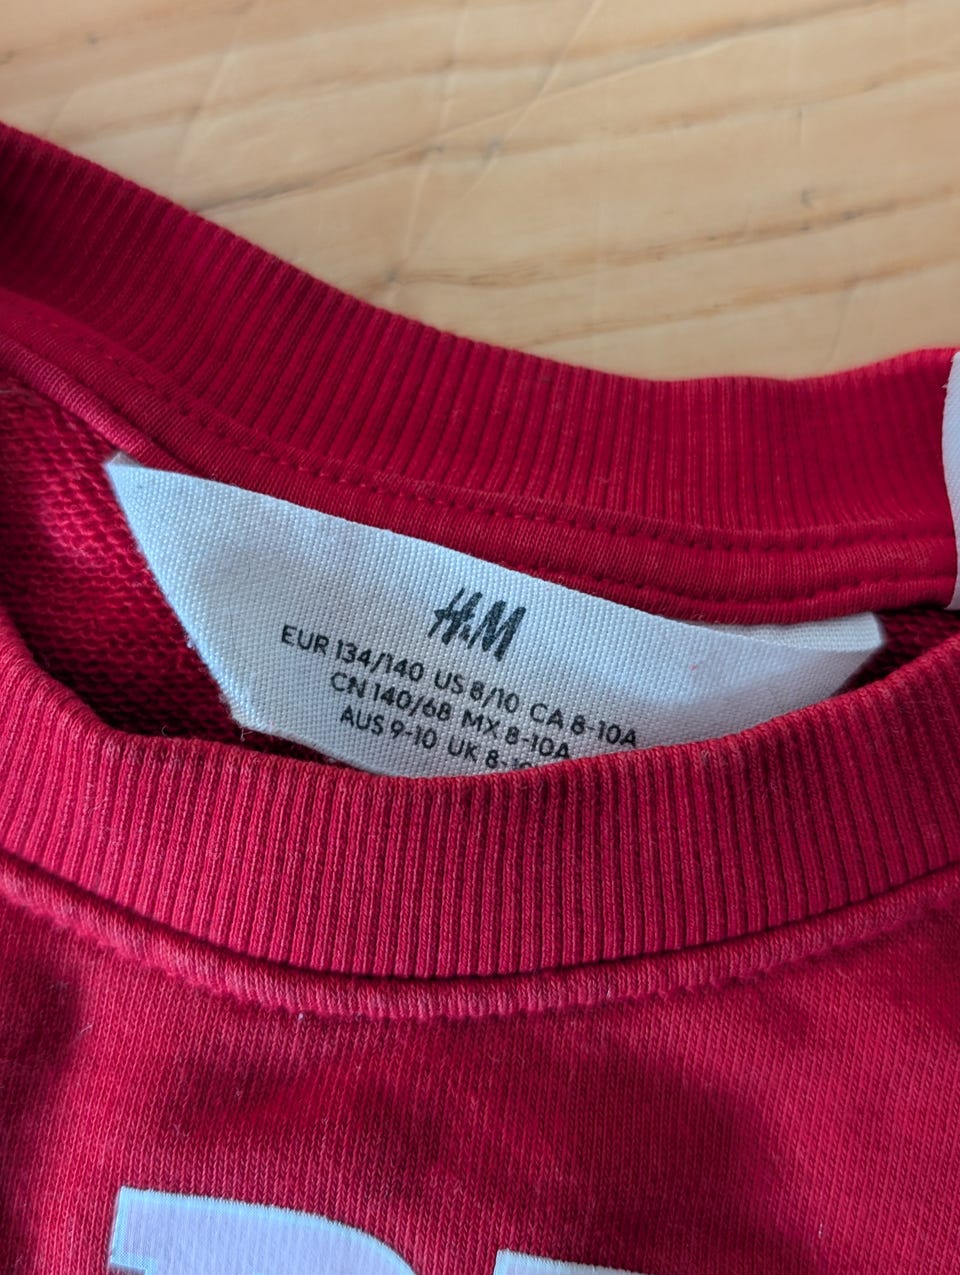 H&M
EUR 134/140 US 8/10 CA 8-10A
CN 140/68 MX 8-10A
AUS 9-10 UK